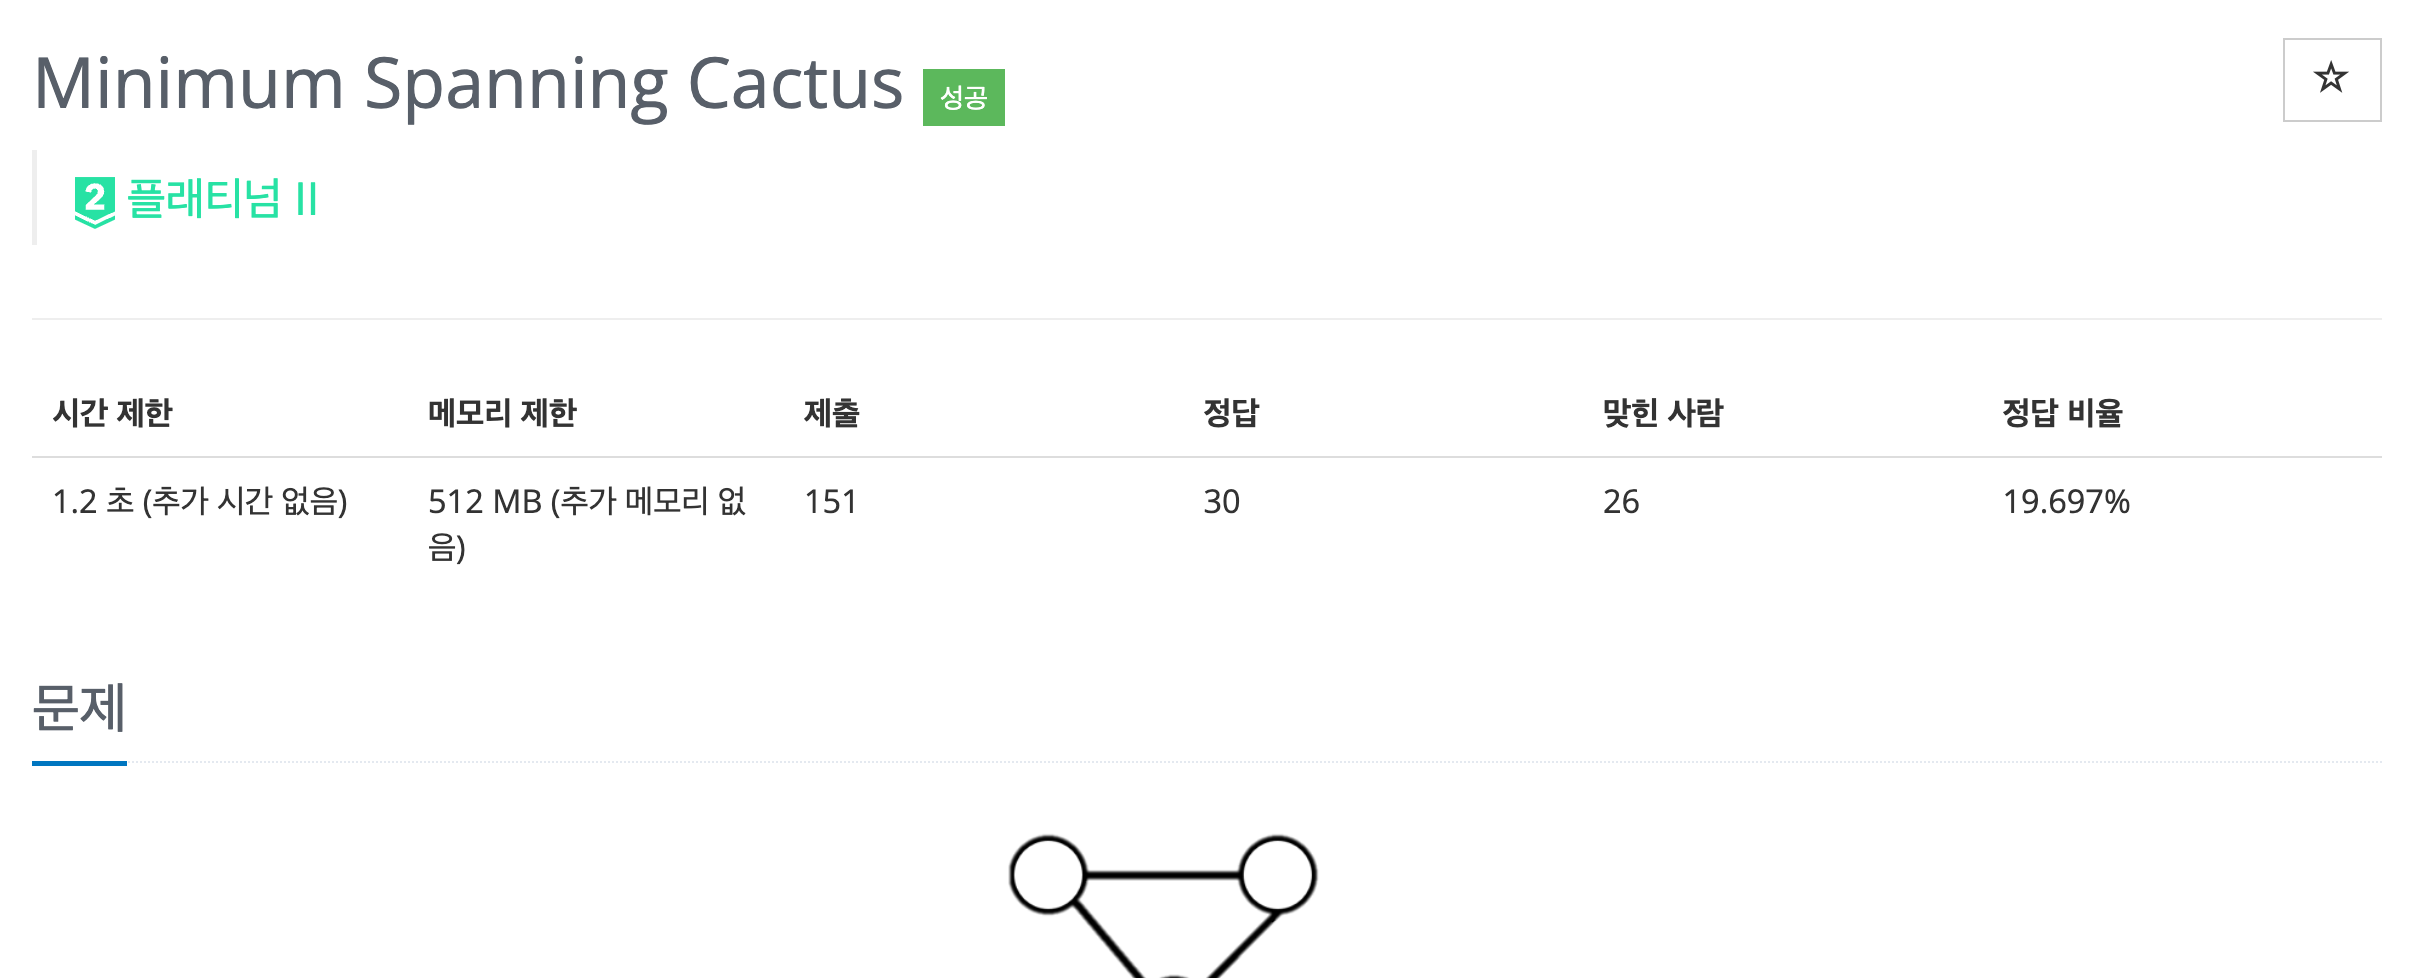 Minimum Spanning Cactus 성공
2 플래티넘 II
시간 제한 메모리 제한 제출 정답 맞힌 사람 정답 비율
1.2 초 (추가 시간 없음) 512 MB (추가 메모리 없 151 30 26 19.697%
음)
문제